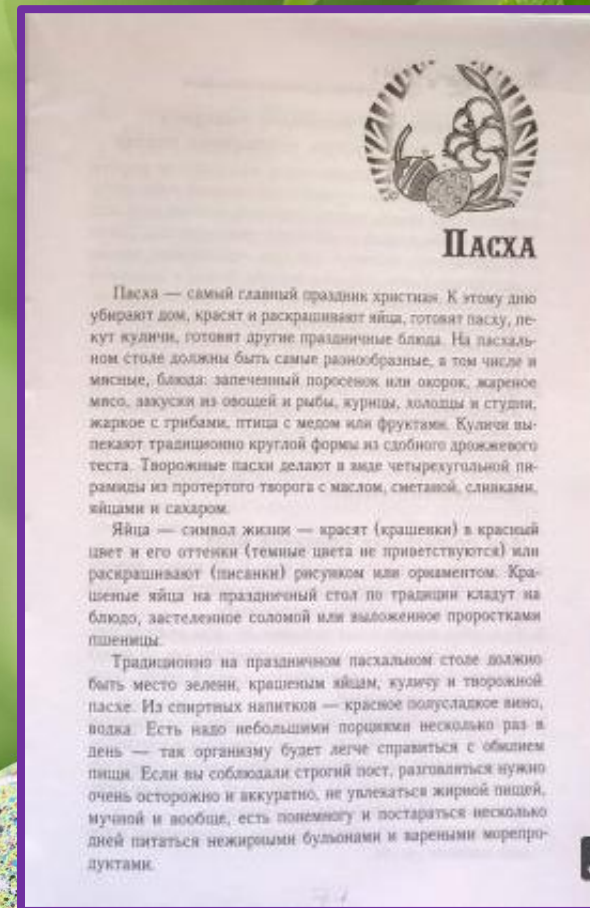 ПАСХА
Пасха — самый главный праздник христиан. К этому дню
убирают дом, красят и раскрашивают яйца, готовят пасху, пе-
кут куличи, готовят другие праздничные блюда. На пасхаль-
ном столе должны быть самые разнообразные, в том числе и
мясные, блюда: запеченный поросенок или окорок, жареное
мясо, закуски из овощей и рыбы, курицы, холодцы и студни,
жаркое с грибами, птица с медом или фруктами. Куличи вы-
пекают традиционно круглой формы из сдобного дрожжевого
теста. Творожные пасхи делают в виде четырехугольной пи-
рамиды из протертого творога с маслом, сметаной, сливками,
яйцами и сахаром.
Яйца — символ жизни — красят (крашенки) в красный
цвет и его оттенки (темные цвета не приветствуются) или
раскрашивают (писанки) рисунком или орнаментом. Кра-
шеные яйца на праздничный стол по традиции кладут на
блюдо, застеленное соломой или выложенное проростками
пшеницы.
Традиционно на праздничном пасхальном столе должно
быть место зелени, крашеным яйцам, куличу и творожной
пасхе. Из спиртных напитков — красное полусладкое вино,
водка. Есть надо небольшими порциями несколько раз в
день — так организму будет легче справиться с обилием
пищи. Если вы соблюдали строгий пост, разговляться нужно
очень осторожно и аккуратно, не увлекаться жирной пищей,
мучной и вообще, есть понемногу и постараться несколько
дней питаться нежирными бульонами и вареными морепро-
дуктами.